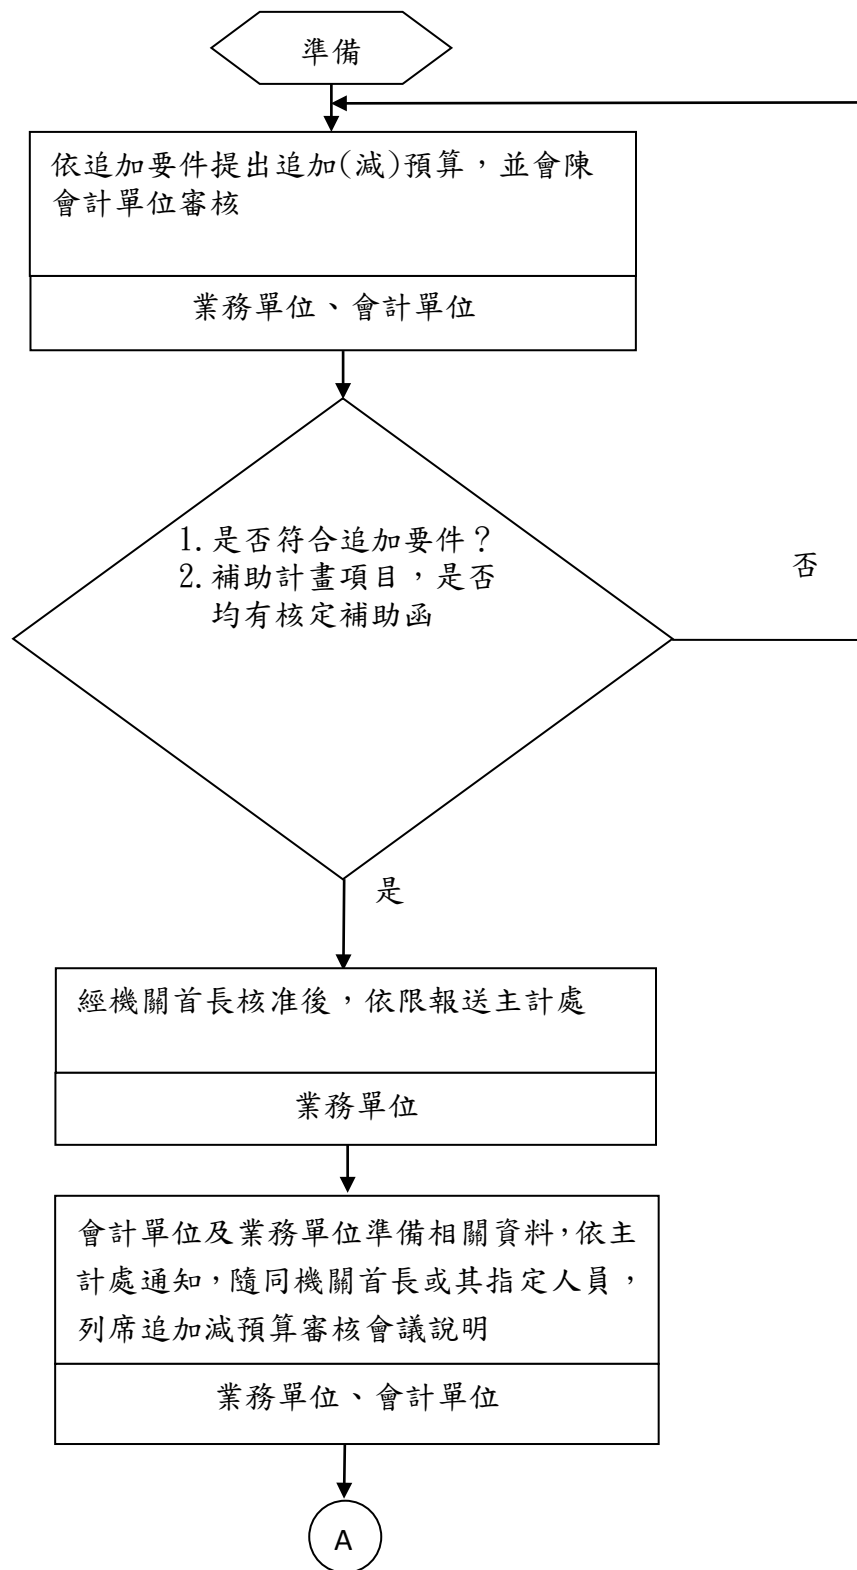 準備
依追加要件提出追加(減)預算，並會陳
會計單位審核
業務單位、會計單位
1.是否符合追加要件？
2.補助計畫項目，是否
均有核定補助函
否
是
經機關首長核准後，依限報送主計處
業務單位
會計單位及業務單位準備相關資料，依主
計處通知，隨同機關首長或其指定人員，
列席追加減預算審核會議說明
業務單位、會計單位
A